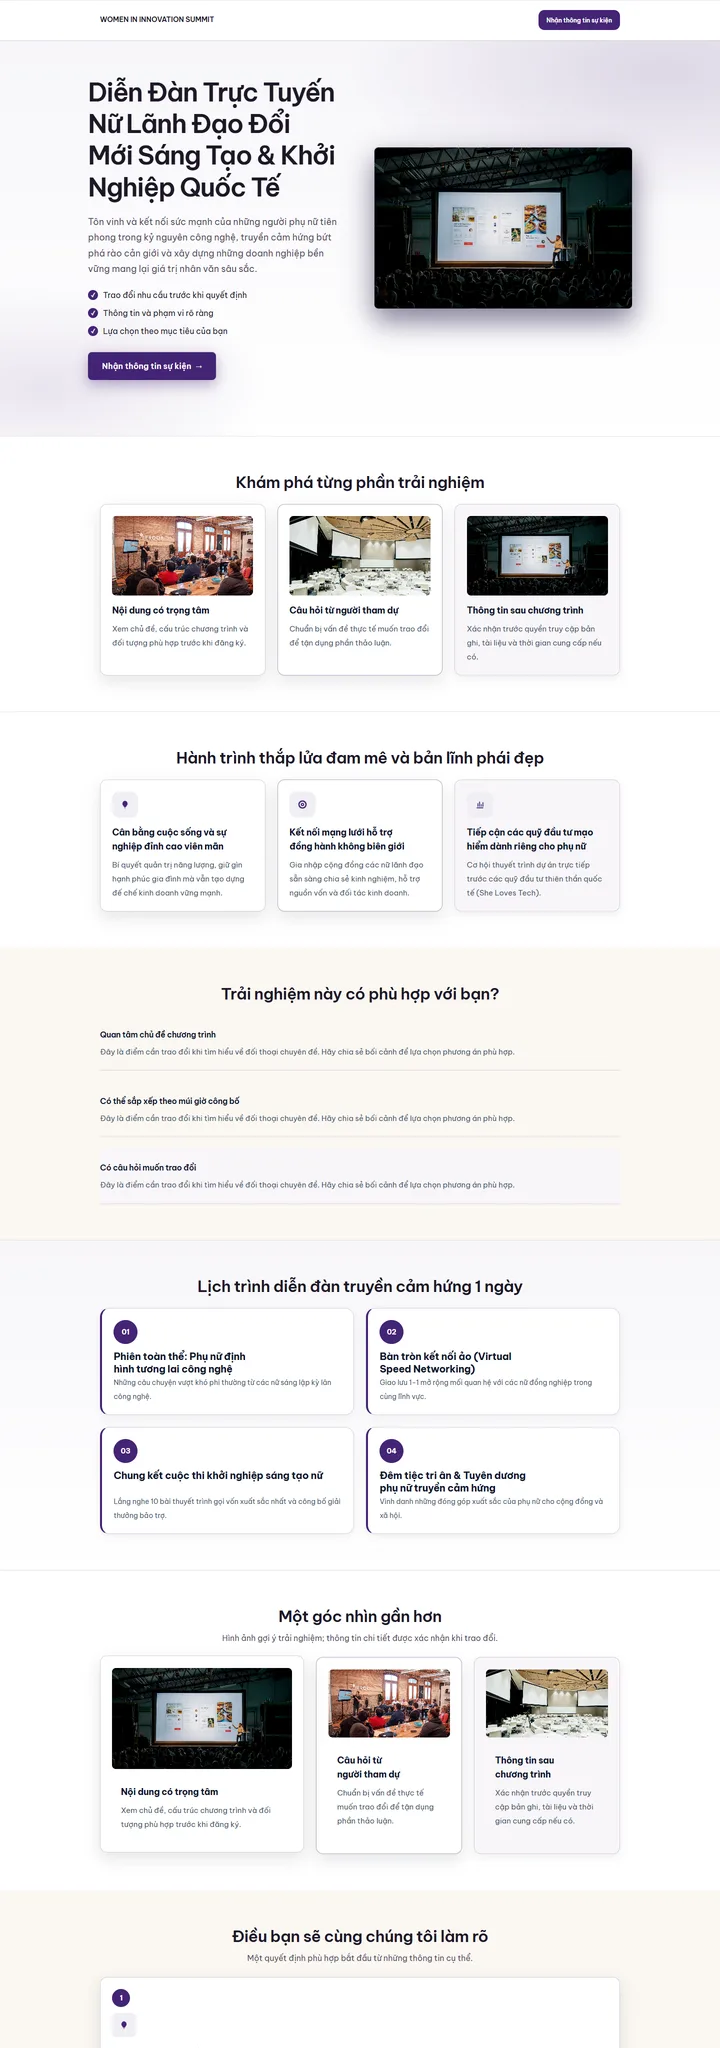 WOMEN IN INNOVATION SUMMIT
Nhận thông tin sự kiện
Diễn Đàn Trực Tuyến
Nữ Lãnh Đạo Đổi
Mới Sáng Tạo & Khởi
Nghiệp Quốc Tế
Tôn vinh và kết nối sức mạnh của những người phụ nữ tiên
phong trong kỷ nguyên công nghệ, truyền cảm hứng bứt
phá rào cản giới và xây dựng những doanh nghiệp bền
vững mang lại giá trị nhân văn sâu sắc.
Trao đổi nhu cầu trước khi quyết định
Thông tin và phạm vi rõ ràng
Lựa chọn theo mục tiêu của bạn
Nhận thông tin sự kiện →
Khám phá từng phần trải nghiệm
Nội dung có trọng tâm
Xem chủ đề, cấu trúc chương trình và
đối tượng phù hợp trước khi đăng ký.
Câu hỏi từ người tham dự
Chuẩn bị vấn đề thực tế muốn trao đổi
để tận dụng phần thảo luận.
Thông tin sau chương trình
Xác nhận trước quyền truy cập bản
ghi, tài liệu và thời gian cung cấp nếu
có.
Hành trình thắp lửa đam mê và bản lĩnh phái đẹp
Cân bằng cuộc sống và sự
nghiệp đỉnh cao viên mãn
Bí quyết quản trị năng lượng, giữ gìn
hạnh phúc gia đình mà vẫn tạo dựng
đế chế kinh doanh vững mạnh.
Kết nối mạng lưới hỗ trợ
đồng hành không biên giới
Gia nhập cộng đồng các nữ lãnh đạo
sẵn sàng chia sẻ kinh nghiệm, hỗ trợ
nguồn vốn và đối tác kinh doanh.
Tiếp cận các quỹ đầu tư mạo
hiểm dành riêng cho phụ nữ
Cơ hội thuyết trình dự án trực tiếp
trước các quỹ đầu tư thiên thần quốc
tế (She Loves Tech).
Trải nghiệm này có phù hợp với bạn?
Quan tâm chủ đề chương trình
Đây là điểm cần trao đổi khi tìm hiểu về đối thoại chuyên đề. Hãy chia sẻ bối cảnh để lựa chọn phương án phù hợp.
Có thể sắp xếp theo múi giờ công bố
Đây là điểm cần trao đổi khi tìm hiểu về đối thoại chuyên đề. Hãy chia sẻ bối cảnh để lựa chọn phương án phù hợp.
Có câu hỏi muốn trao đổi
Đây là điểm cần trao đổi khi tìm hiểu về đối thoại chuyên đề. Hãy chia sẻ bối cảnh để lựa chọn phương án phù hợp.
Lịch trình diễn đàn truyền cảm hứng 1 ngày
01
Phiên toàn thể: Phụ nữ định
hình tương lai công nghệ
Những câu chuyện vượt khó phi thường từ các nữ sáng lập kỳ lân
công nghệ.
02
Bàn tròn kết nối ảo (Virtual
Speed Networking)
Giao lưu 1-1 mở rộng mối quan hệ với các nữ đồng nghiệp trong
cùng lĩnh vực.
03
Chung kết cuộc thi khởi nghiệp sáng tạo nữ
Lắng nghe 10 bài thuyết trình gọi vốn xuất sắc nhất và công bố giải
thưởng bảo trợ.
04
Đêm tiệc tri ân & Tuyên dương
phụ nữ truyền cảm hứng
Vinh danh những đóng góp xuất sắc của phụ nữ cho cộng đồng và
xã hội.
Một góc nhìn gần hơn
Hình ảnh gợi ý trải nghiệm; thông tin chi tiết được xác nhận khi trao đổi.
Nội dung có trọng tâm
Xem chủ đề, cấu trúc chương trình và đối
tượng phù hợp trước khi đăng ký.
Câu hỏi từ
người tham dự
Chuẩn bị vấn đề thực tế
muốn trao đổi để tận dụng
phần thảo luận.
Thông tin sau
chương trình
Xác nhận trước quyền truy
cập bản ghi, tài liệu và thời
gian cung cấp nếu có.
Điều bạn sẽ cùng chúng tôi làm rõ
Một quyết định phù hợp bắt đầu từ những thông tin cụ thể.
1